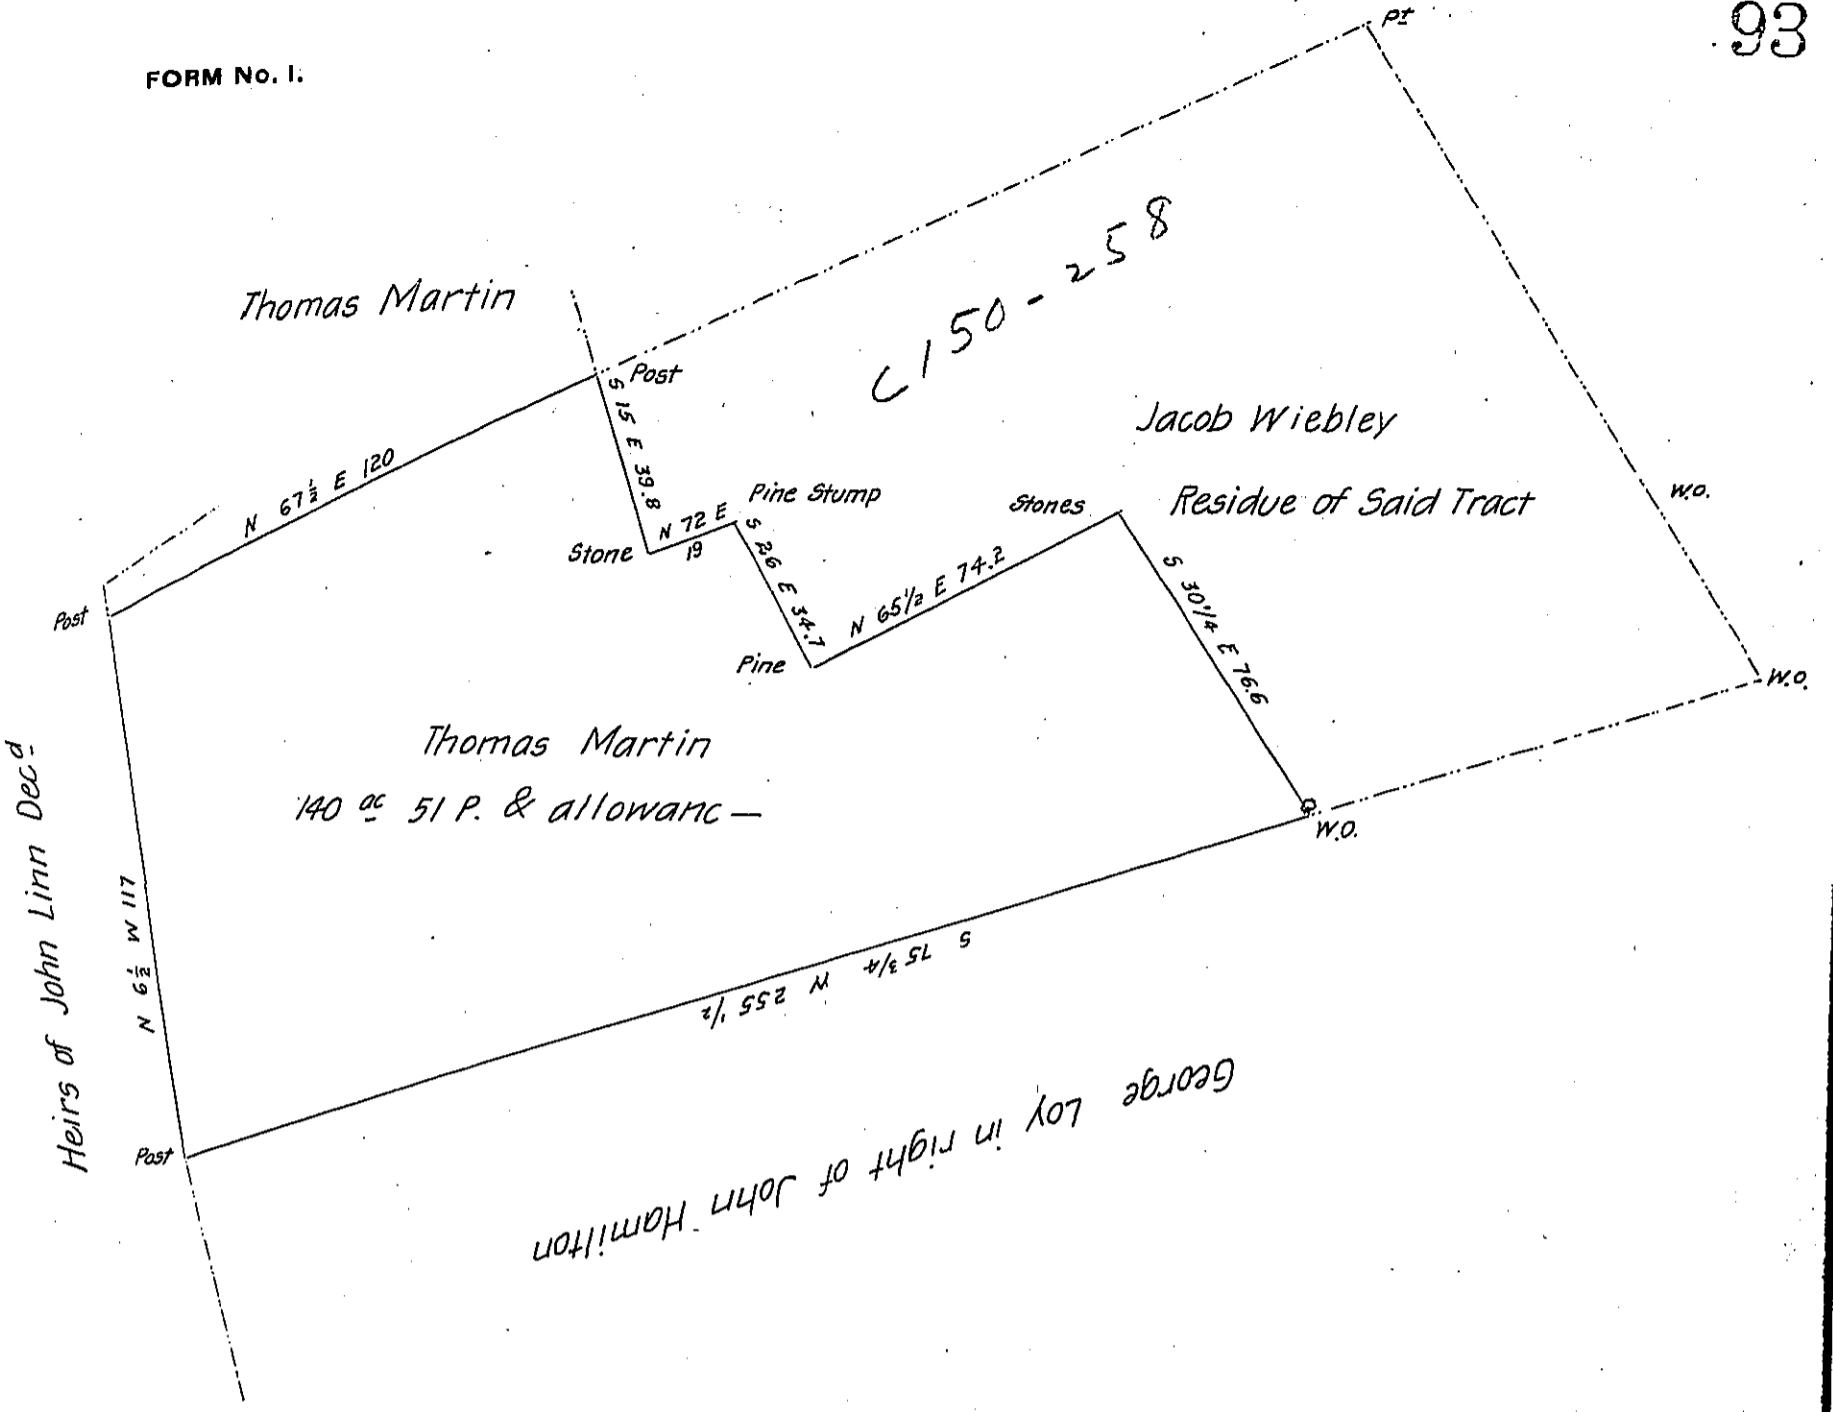 93
FORM No. 1.
Pt
C150-258
Thomas Martin
Post
S 15 E 39.8
N 67½ E 120
Jacob Wiebley
Residue of Said Tract
W.O.
Pine Stump
Stones
N 72 E
19
Stone
S 26 E 34.7
N 65½ E 74.2
S 30¼ E 76.6
Post
Pine
W.O.
Thomas Martin
140 ac 51 P. & allowanc —
W.O.
Heirs of John Linn Decd
N 6½ W 117
S 75¾ W 255½
Post
George Loy in right of John Hamilton